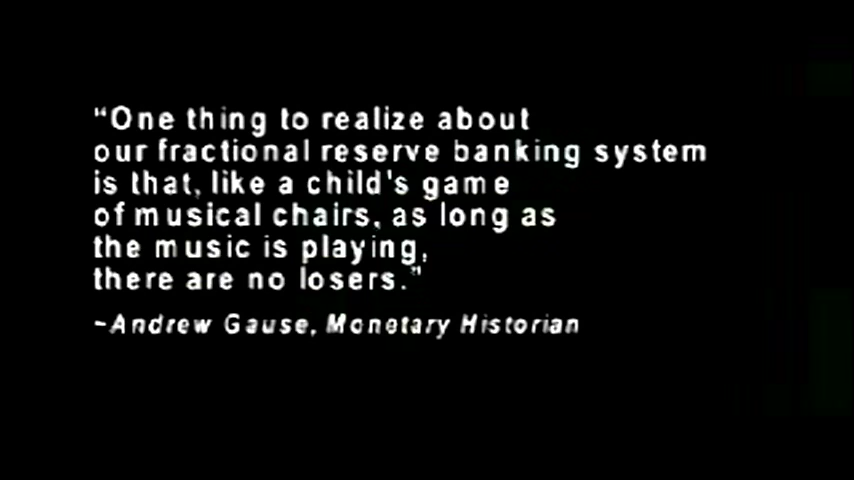 “One thing to realize about
our fractional reserve banking system
is that, like a child's game
of musical chairs, as long as
the music is playing,
there are no losers.”
~Andrew Gause, Monetary Historian